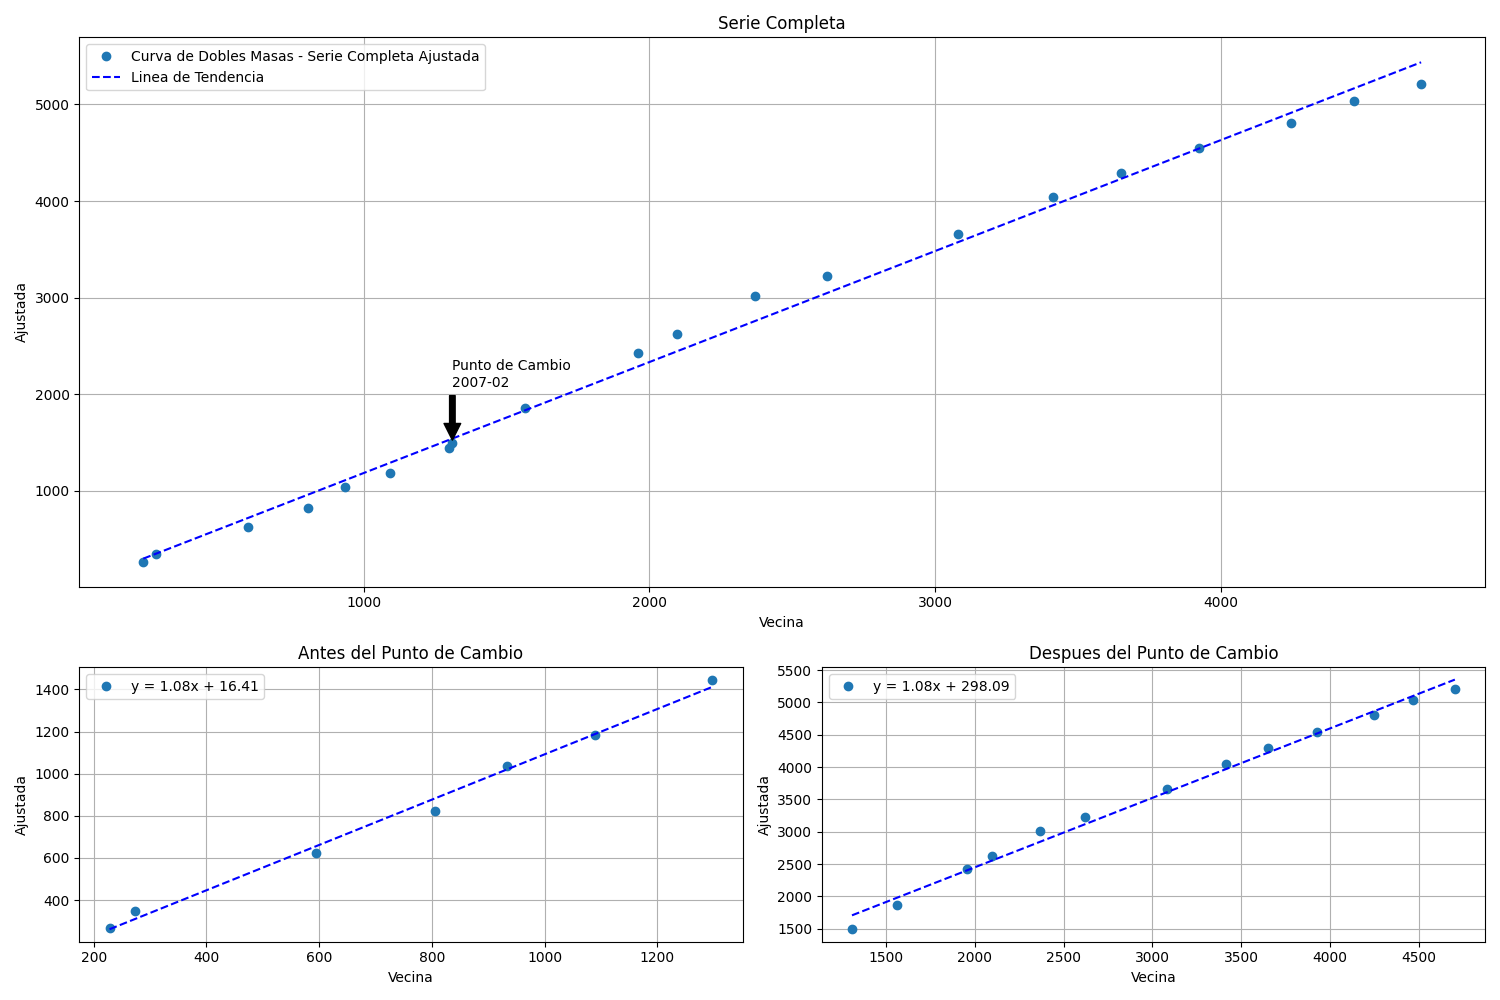 Serie Completa
Curva de Dobles Masas - Serie Completa Ajustada
Linea de Tendencia
5000
4000
3000
2000
1000
Ajustada
Punto de Cambio
2007-02
1000
2000
3000
4000
Vecina
Antes del Punto de Cambio
y = 1.08x + 16.41
1400
1200
1000
800
600
400
Ajustada
200
400
600
800
1000
1200
Vecina
Despues del Punto de Cambio
y = 1.08x + 298.09
5500
5000
4500
4000
3500
3000
2500
2000
1500
Ajustada
1500
2000
2500
3000
3500
4000
4500
Vecina